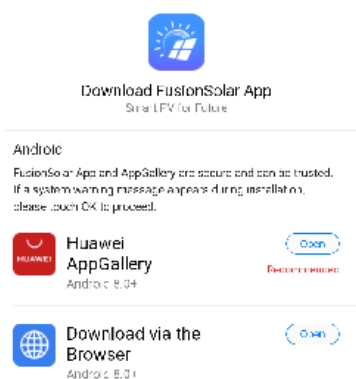 Download FusionSolar App
Smart PV for Future
Android
FusionSolar App and AppGallery are secure and can be trusted.
If a system warning message appears during installation,
please touch OK to proceed.
HUAWEI
Huawei
AppGallery
Android 8.0+
Open
Recommended
Download via the
Browser
Android 8.0+
Open